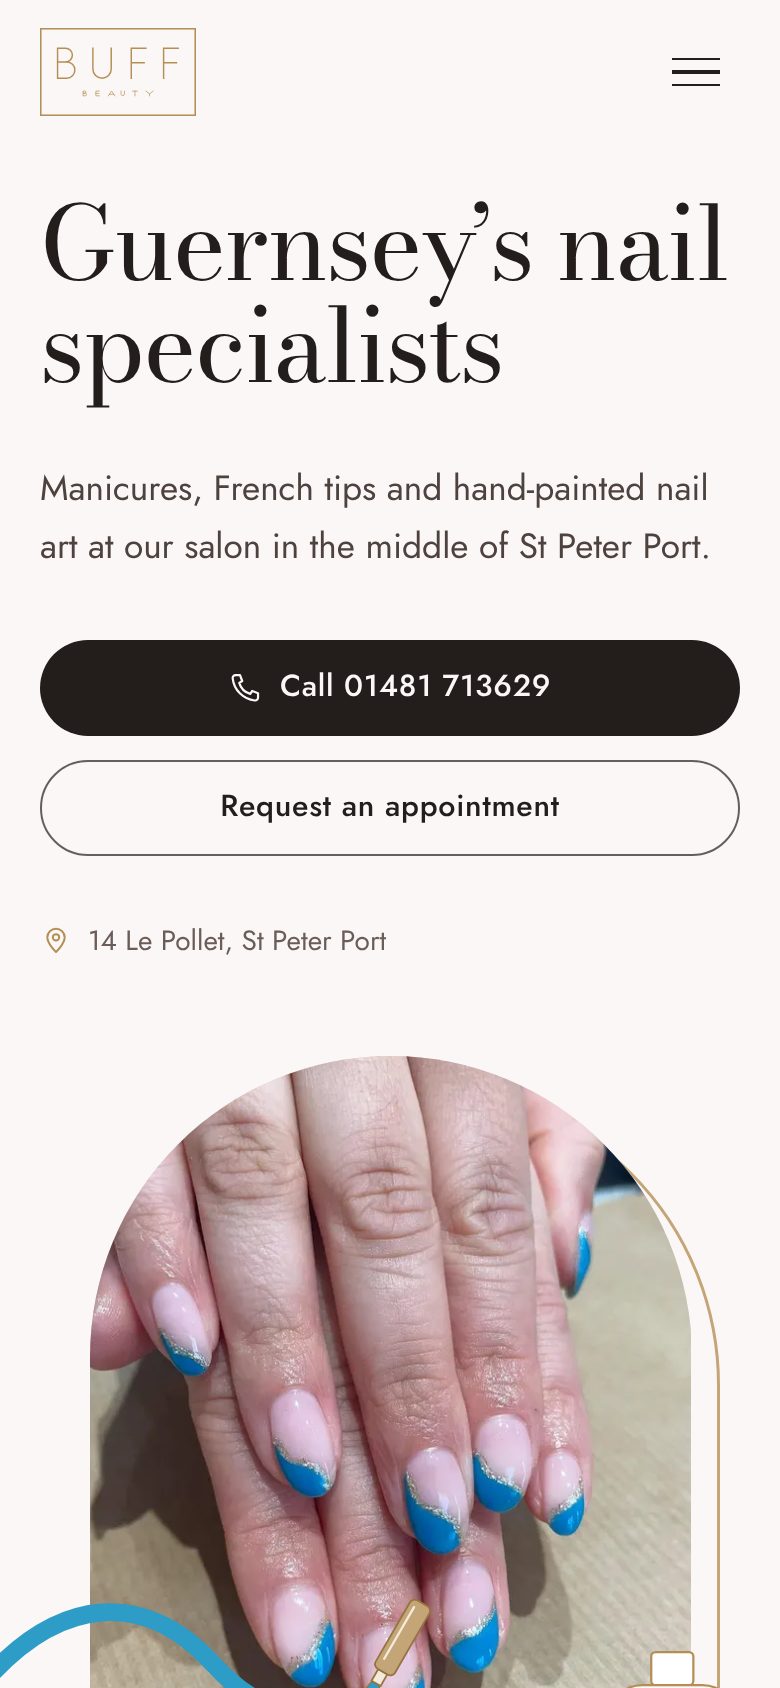 BUFF
BEAUTY
Guernsey’s nail
specialists
Manicures, French tips and hand-painted nail
art at our salon in the middle of St Peter Port.
Call 01481 713629
Request an appointment
14 Le Pollet, St Peter Port